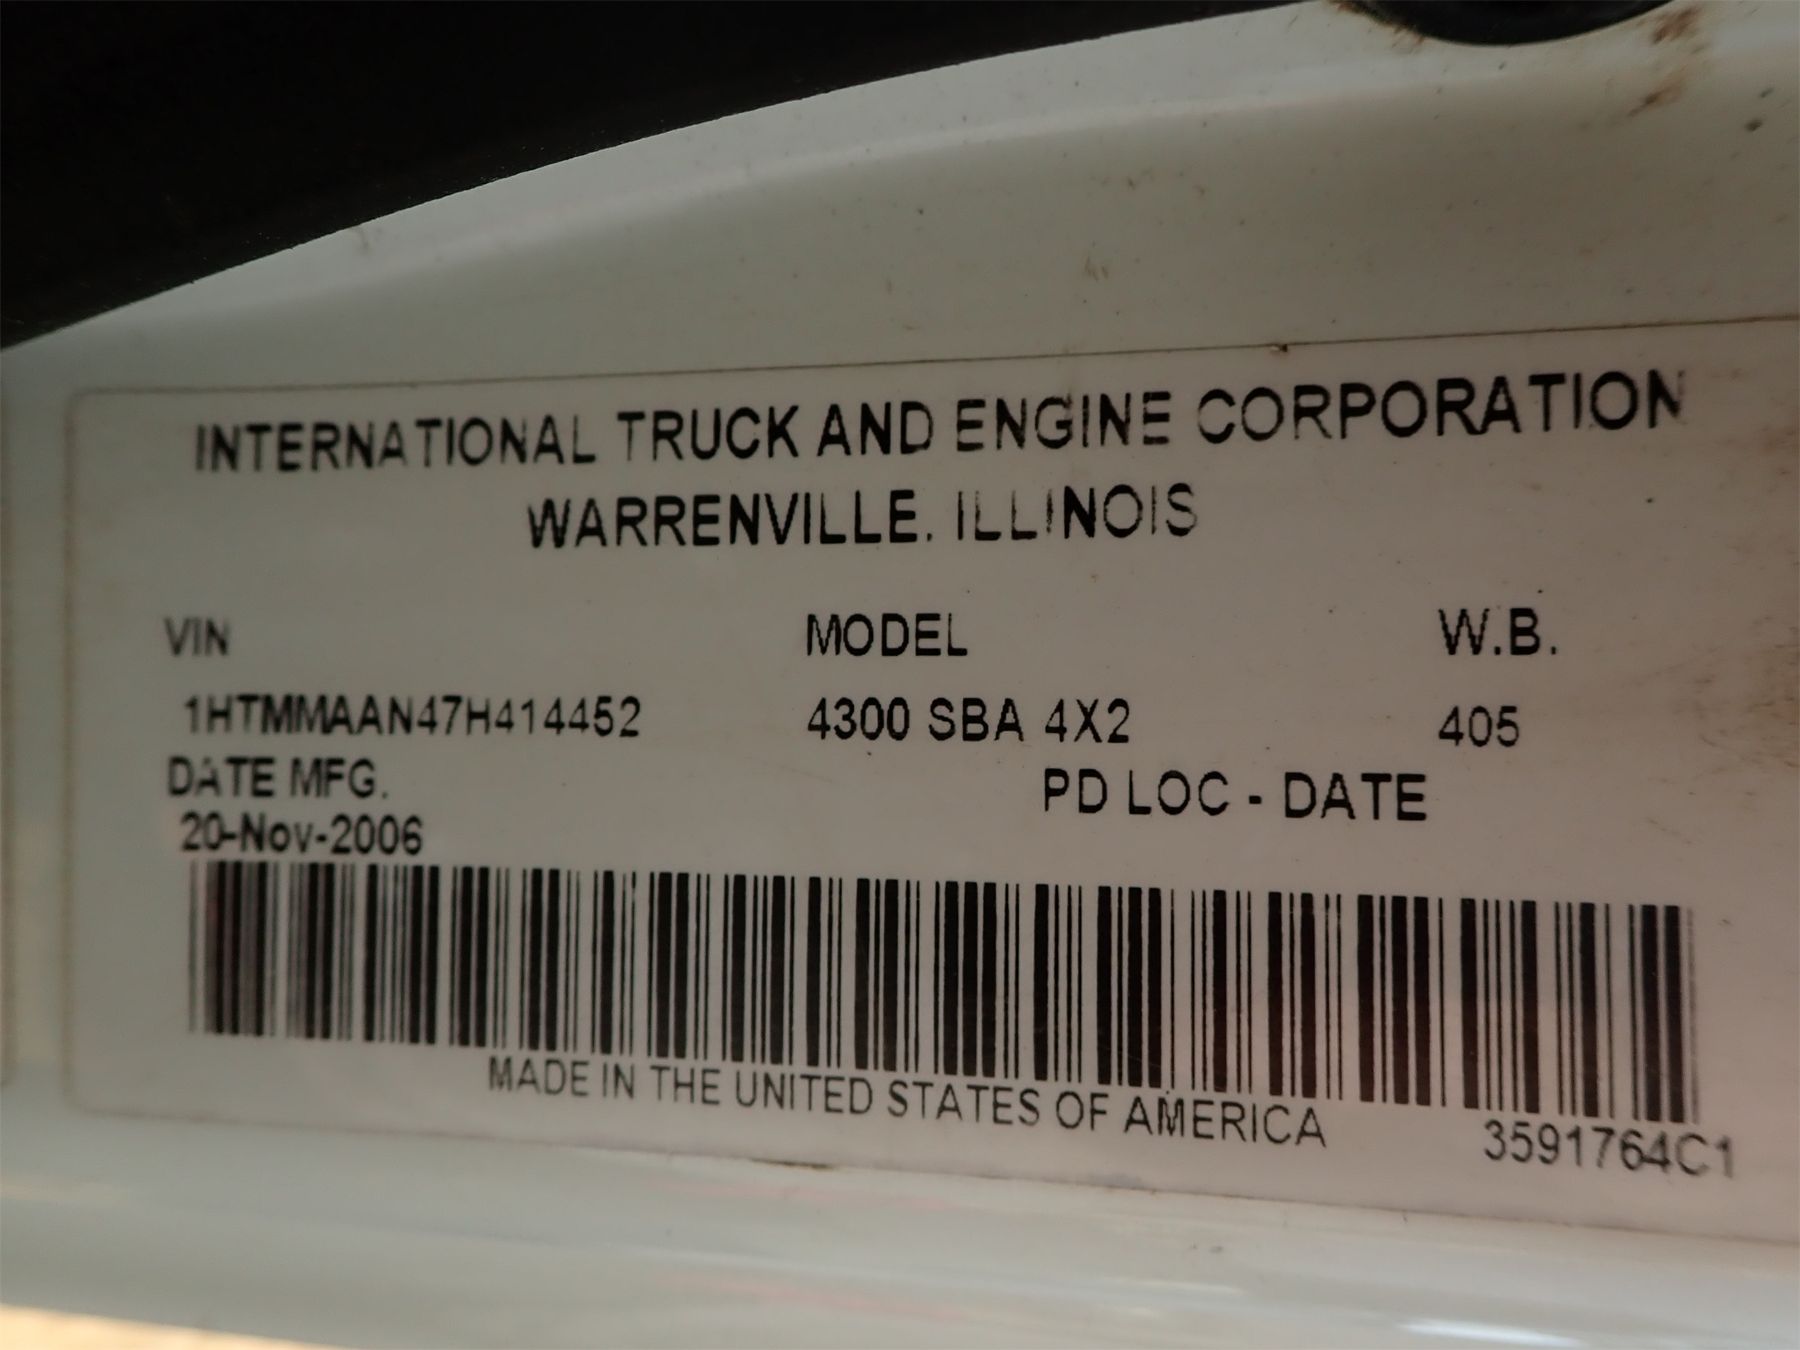 INTERNATIONAL TRUCK AND ENGINE CORPORATION
WARRENVILLE. ILLINOIS
VIN MODEL W.B.
1HTMMAAN47H414452 4300 SBA 4X2 405
DATE MFG. PD LOC - DATE
20-Nov-2006
MADE IN THE UNITED STATES OF AMERICA
3591764C1